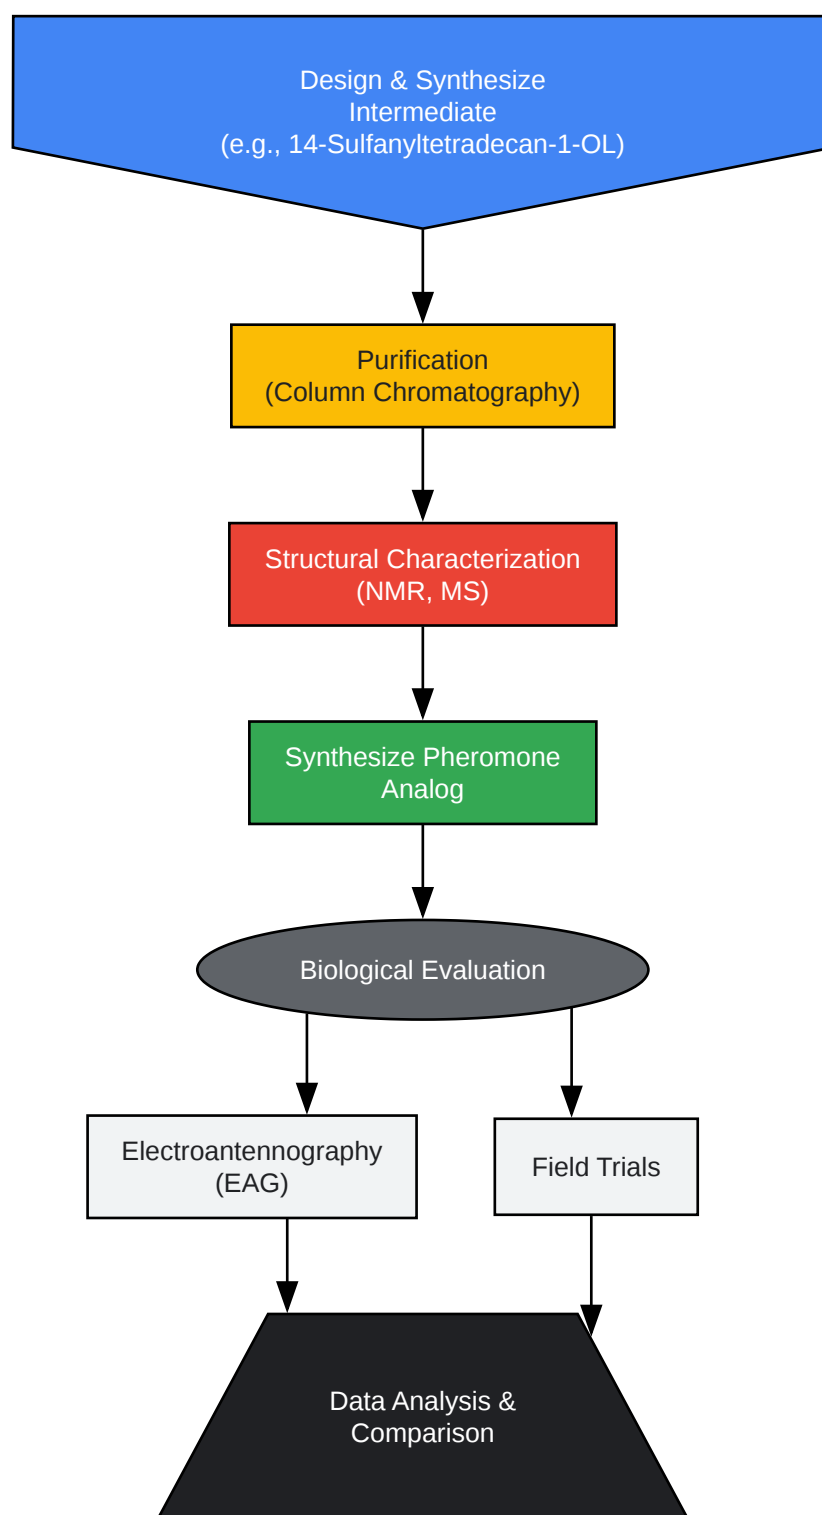 Design & Synthesize
Intermediate
(e.g., 14-Sulfanyltetradecan-1-OL)
Purification
(Column Chromatography)
Structural Characterization
(NMR, MS)
Synthesize Pheromone
Analog
Biological Evaluation
Electroantennography
(EAG)
Field Trials
Data Analysis &
Comparison